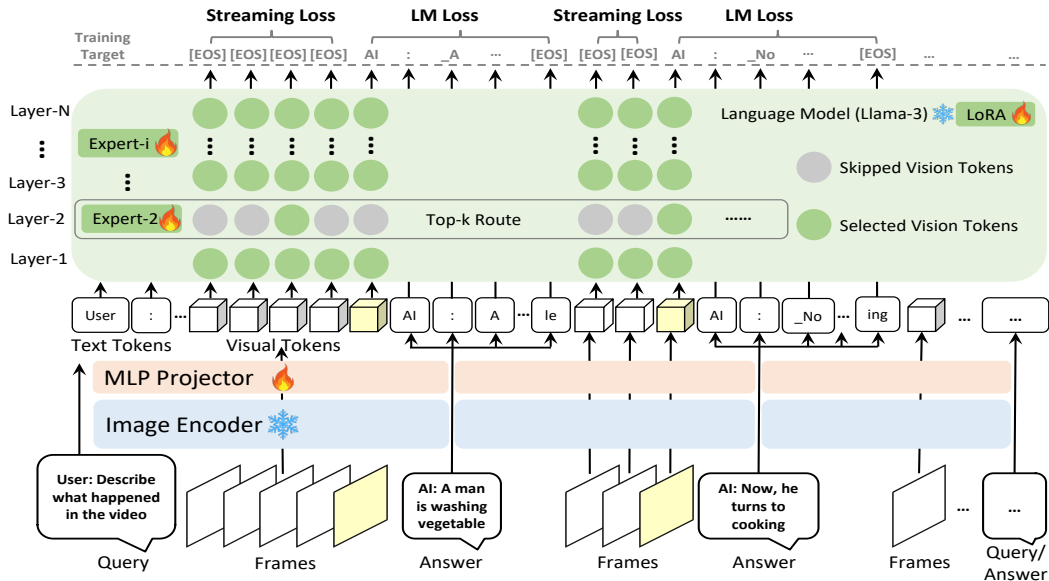 Streaming Loss LM Loss Streaming Loss LM Loss
Training
Target
[EOS] [EOS] [EOS] [EOS] AI : _A ... [EOS] [EOS] [EOS] AI : _No ... [EOS] ... ...
Layer-N
Language Model (Llama-3) LoRA
Expert-i
Skipped Vision Tokens
Layer-3
Layer-2 Expert-2 Top-k Route ......
Selected Vision Tokens
Layer-1
User : ... AI : A ... le AI : _No ... ing ... ...
Text Tokens Visual Tokens
MLP Projector
Image Encoder
User: Describe
what happened
in the video
AI: A man
is washing
vegetable
AI: Now, he
turns to
cooking
... ...
Query Frames Answer Frames Answer Frames Query/
Answer